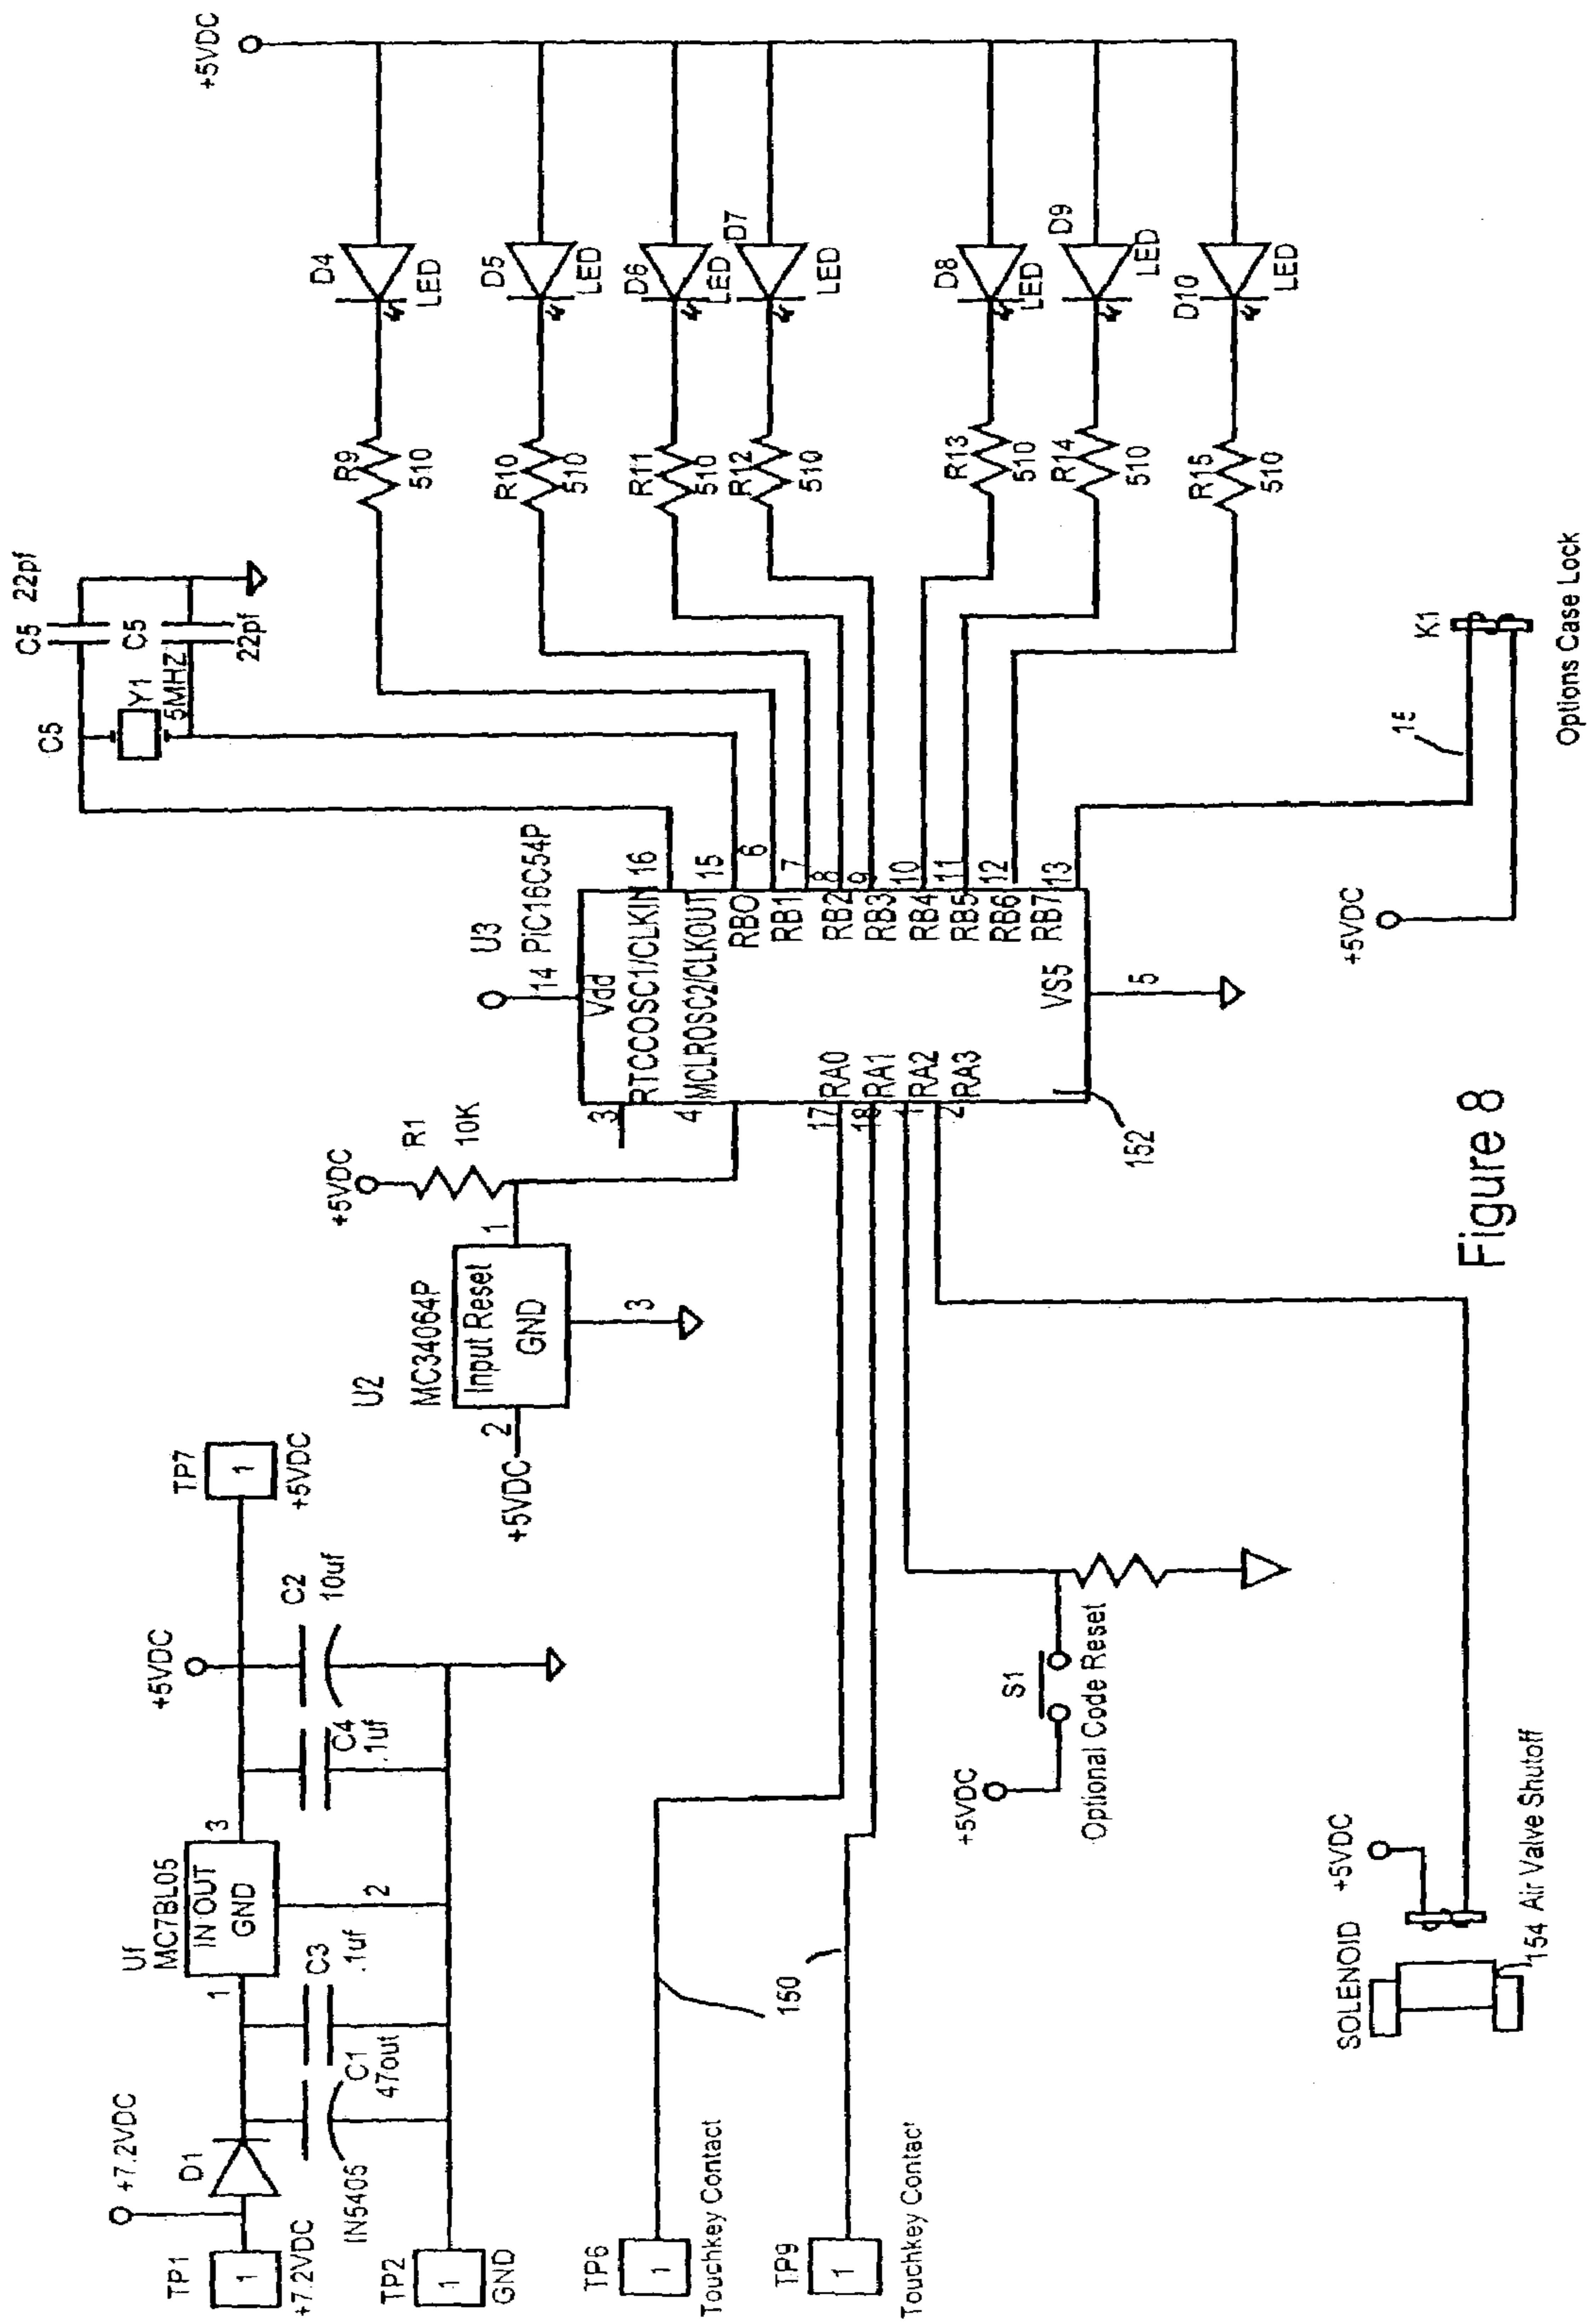 TP1
1
+7.2VDC
+7.2VDC
D1
IN5405
TP2
1
GND
C1
47out
C3
.1uf
Uf
MC7BL05
IN OUT
GND
1
2
3
C4
.1uf
C2
10uf
+5VDC
TP7
1
+5VDC
U2
MC34064P
Input Reset
GND
2
+5VDC
1
3
+5VDC
R1
10K
U3
14 PIC16C54P
Vdd
RTCCOSC1/CLKIN
MCLROSC2/CLKOUT
RBO
RB1
RB2
RB3
RB4
RB5
RB6
RB7
RA0
RA1
RA2
RA3
VS5
3
4
17
18
1
2
16
15
6
7
8
9
10
11
12
13
5
152
C6
Y1
5MHZ
C5
22pf
C5
22pf
+5VDC
R9
510
D4
LED
R10
510
D5
LED
R11
510
D6
LED
R12
510
D7
LED
R13
510
D8
LED
R14
510
D9
LED
R15
510
D10
LED
TP6
1
Touchkey Contact
TP9
1
Touchkey Contact
150
+5VDC
S1
Optional Code Reset
SOLENOID
+5VDC
154 Air Valve Shutoff
+5VDC
15
K1
Options Case Lock
Figure 8